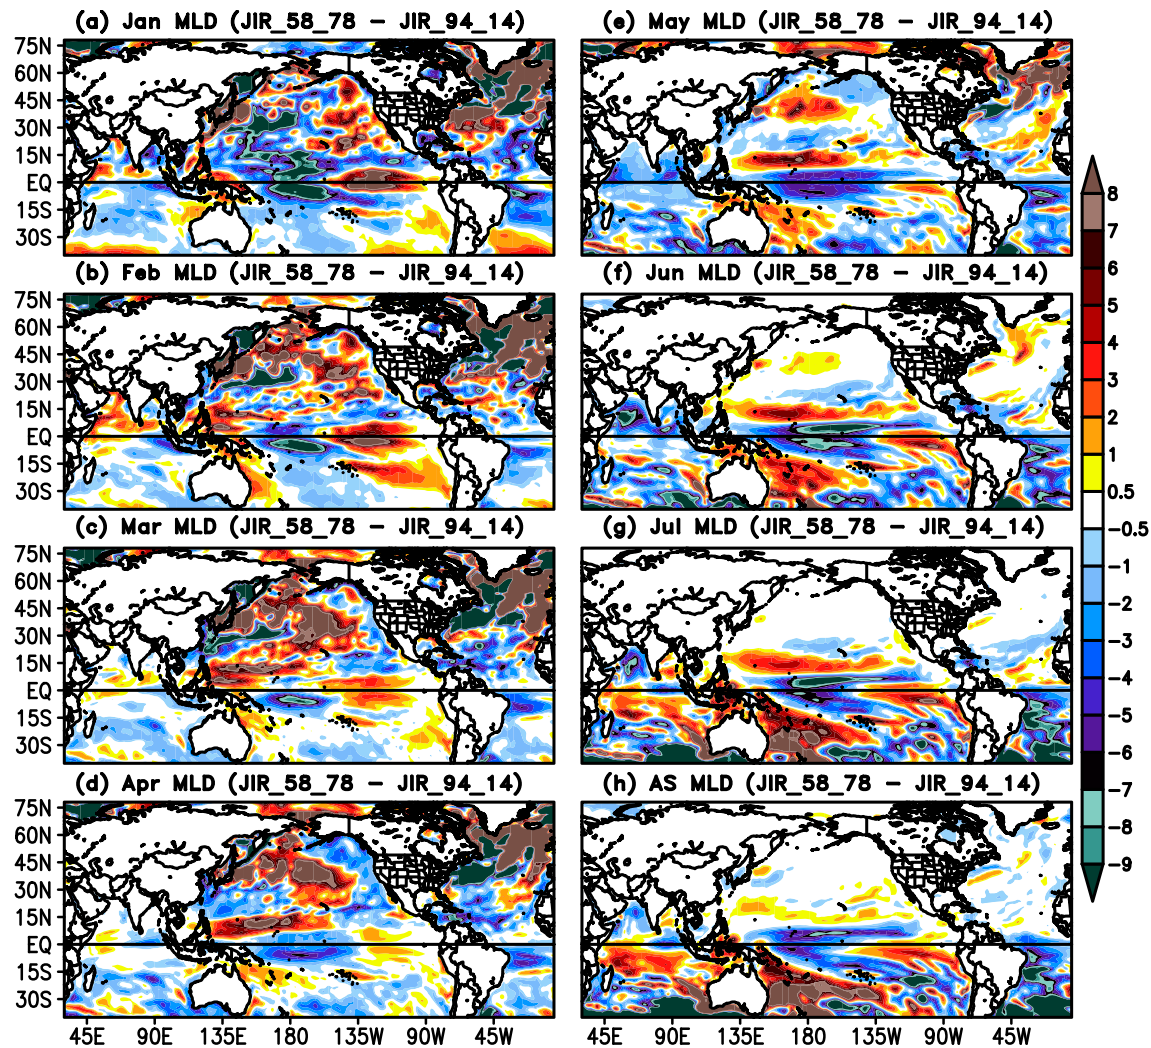 (a) Jan MLD (JIR_58_78 − JIR_94_14)
75N
60N
45N
30N
15N
EQ
15S
30S
(b) Feb MLD (JIR_58_78 − JIR_94_14)
75N
60N
45N
30N
15N
EQ
15S
30S
(c) Mar MLD (JIR_58_78 − JIR_94_14)
75N
60N
45N
30N
15N
EQ
15S
30S
(d) Apr MLD (JIR_58_78 − JIR_94_14)
75N
60N
45N
30N
15N
EQ
15S
30S
45E 90E 135E 180 135W 90W 45W
(e) May MLD (JIR_58_78 − JIR_94_14)
(f) Jun MLD (JIR_58_78 − JIR_94_14)
(g) Jul MLD (JIR_58_78 − JIR_94_14)
(h) AS MLD (JIR_58_78 − JIR_94_14)
45E 90E 135E 180 135W 90W 45W
8
7
6
5
4
3
2
1
0.5
−0.5
−1
−2
−3
−4
−5
−6
−7
−8
−9